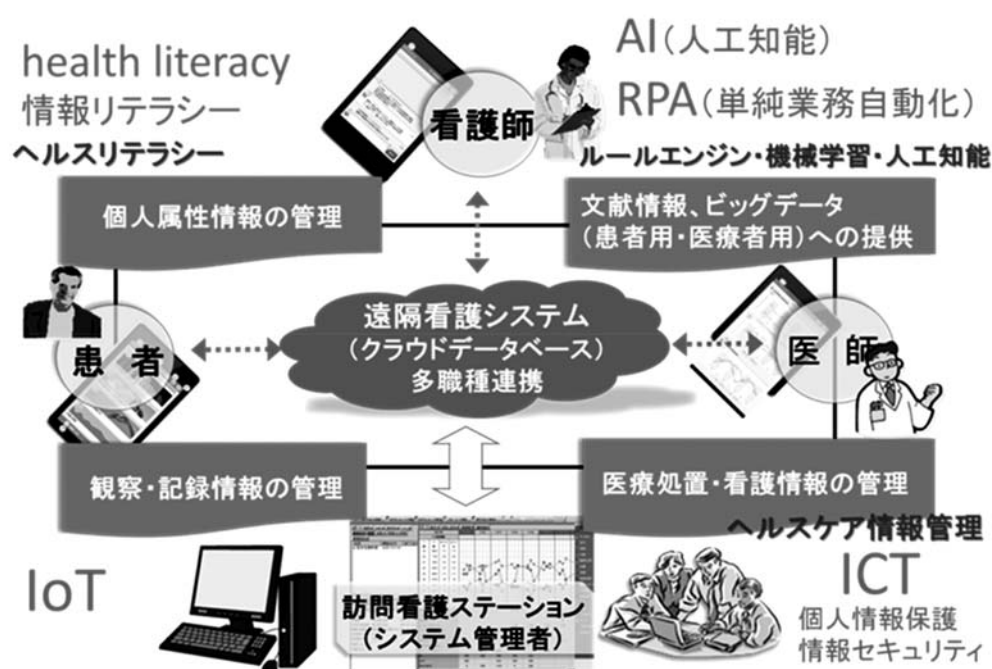 health literacy
情報リテラシー
ヘルスリテラシー
看護師
AI(人工知能)
RPA(単純業務自動化)
ルールエンジン・機械学習・人工知能
個人属性情報の管理
文献情報、ビッグデータ
(患者用・医療者用)への提供
患者
遠隔看護システム
(クラウドデータベース)
多職種連携
医師
観察・記録情報の管理
医療処置・看護情報の管理
ヘルスケア情報管理
IoT
訪問看護ステーション
(システム管理者)
ICT
個人情報保護
情報セキュリティ